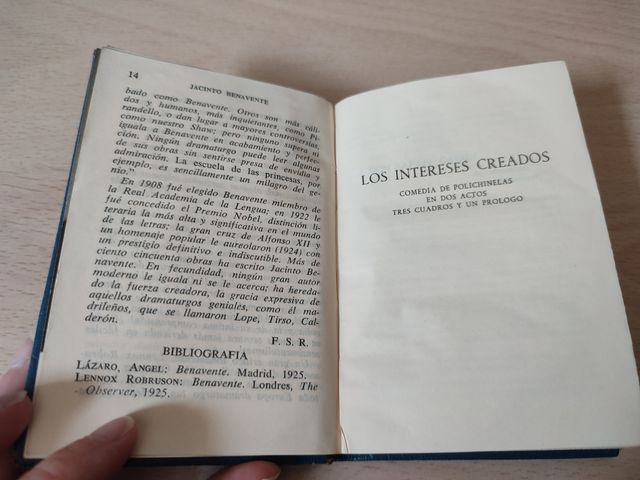 14
JACINTO BENAVENTE
bado como Benavente. Otros son más cáli-
dos y humanos, más inquietantes, como Pi-
randello, o dan lugar a mayores controversias,
como nuestro Shaw; pero ninguno supera ni
iguala a Benavente en acabamiento y perfec-
ción. Ningún dramaturgo puede leer algunas
de sus obras sin sentirse presa de envidia y
admiración. La escuela de las princesas, por
ejemplo, es sencillamente un milagro del ge-
nio."
En 1908 fué elegido Benavente miembro de
la Real Academia de la Lengua; en 1922 le
fué concedido el Premio Nobel, distinción li-
teraria la más alta y significativa en el mundo
de las letras; la gran cruz de Alfonso XII y
un homenaje popular le aureolaron (1924) con
un prestigio definitivo e indiscutible. Más de
ciento cincuenta obras ha escrito Jacinto Be-
navente. En fecundidad, ningún gran autor
moderno le iguala ni se le acerca; ha hereda-
do la fuerza creadora, la gracia expresiva de
aquellos dramaturgos geniales, como él ma-
drileños, que se llamaron Lope, Tirso, Cal-
derón.
F. S. R.
BIBLIOGRAFIA
LÁZARO, ANGEL: Benavente. Madrid, 1925.
LENNOX ROBRUSON: Benavente. Londres, The
Observer, 1925.
LOS INTERESES CREADOS
COMEDIA DE POLICHINELAS
EN DOS ACTOS
TRES CUADROS Y UN PROLOGO